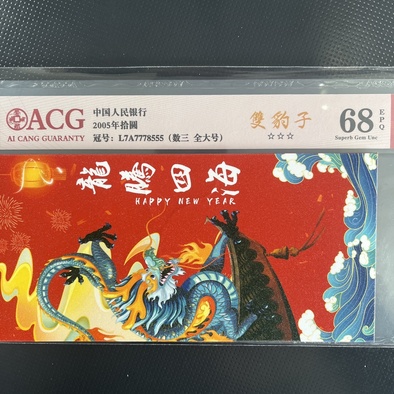 ACG
AI CANG GUARANTY
中国人民银行
2005年拾圆
冠号：L7A7778555（数三 全大号）
雙豹子
☆☆☆
68
EPQ
Superb Gem Unc
龍騰四海
HAPPY NEW YEAR